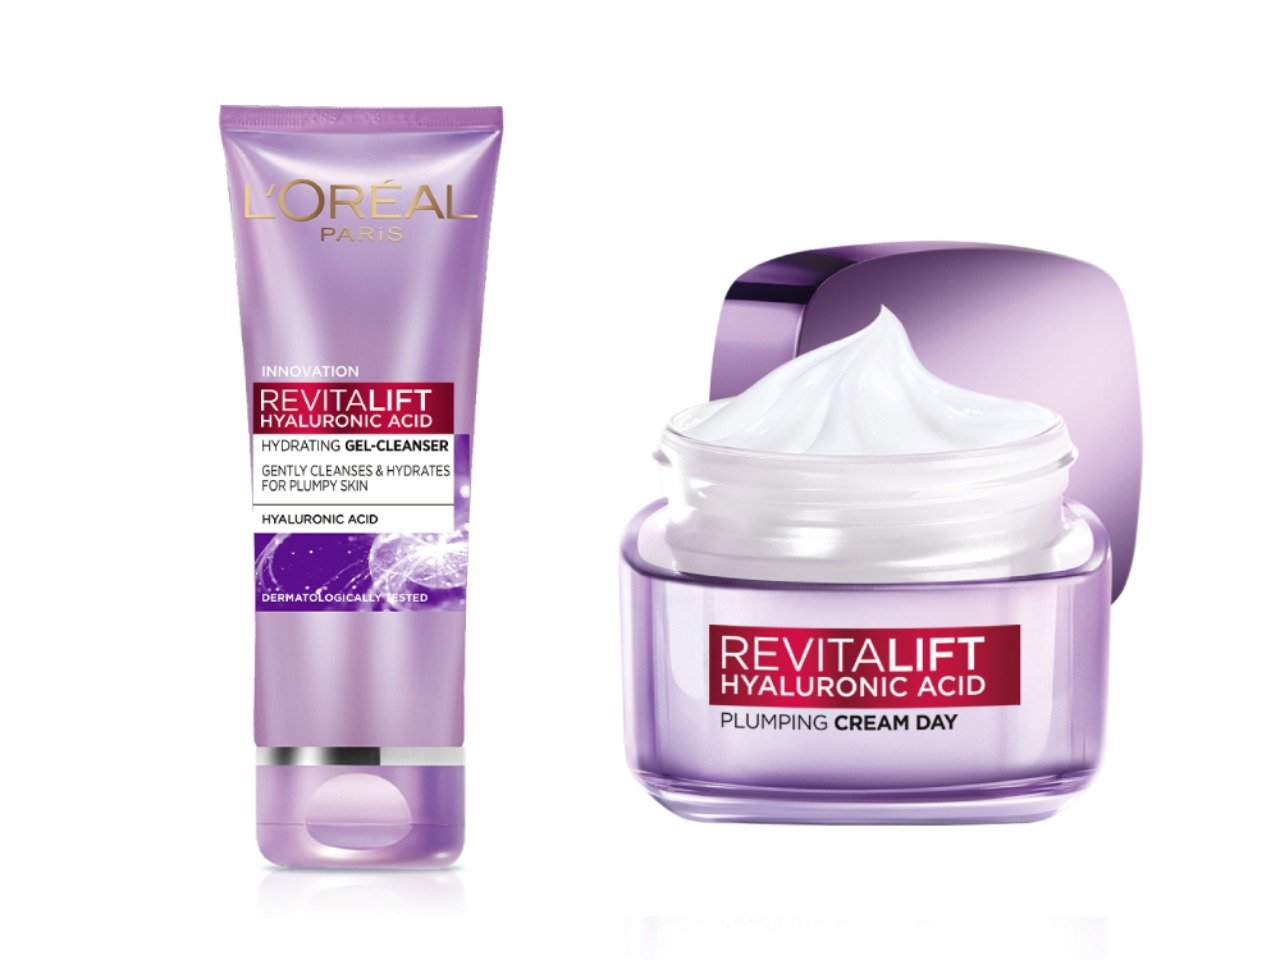 L'ORÉAL
PARiS
INNOVATION
REVITALIFT
HYALURONIC ACID
HYDRATING GEL-CLEANSER
GENTLY CLEANSES & HYDRATES
FOR PLUMPY SKIN
HYALURONIC ACID
DERMATOLOGICALLY TESTED
REVITALIFT
HYALURONIC ACID
PLUMPING CREAM DAY